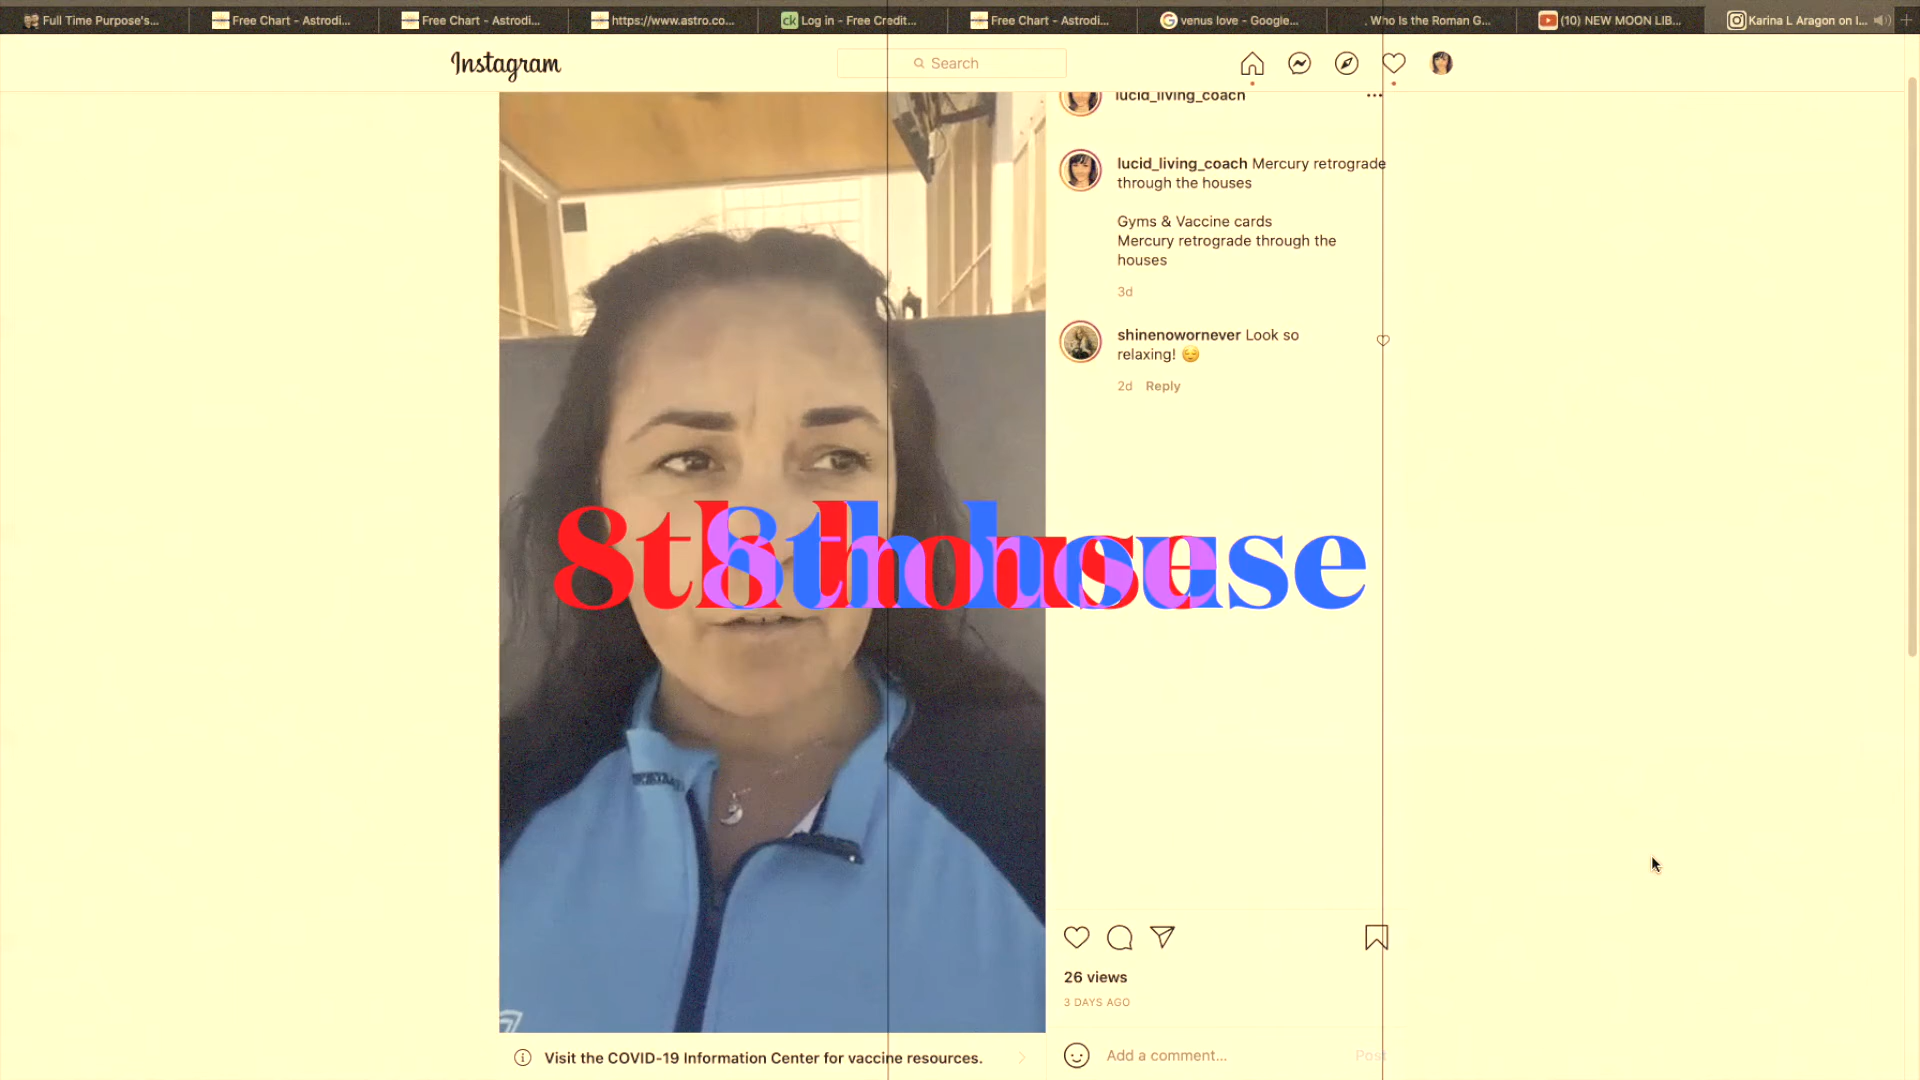 Full Time Purpose's...
Free Chart - Astrodi...
Free Chart - Astrodi...
https://www.astro.co...
ck Log in - Free Credit...
Free Chart - Astrodi...
venus love - Google...
. Who Is the Roman G...
(10) NEW MOON LIB...
Karina L Aragon on I...
Instagram
Search
lucid_living_coach
lucid_living_coach Mercury retrograde
through the houses
Gyms & Vaccine cards
Mercury retrograde through the
houses
3d
shinenowornever Look so
relaxing! 😌
2d Reply
8th house
8th house
26 views
3 DAYS AGO
Visit the COVID-19 Information Center for vaccine resources.
Add a comment...
Post